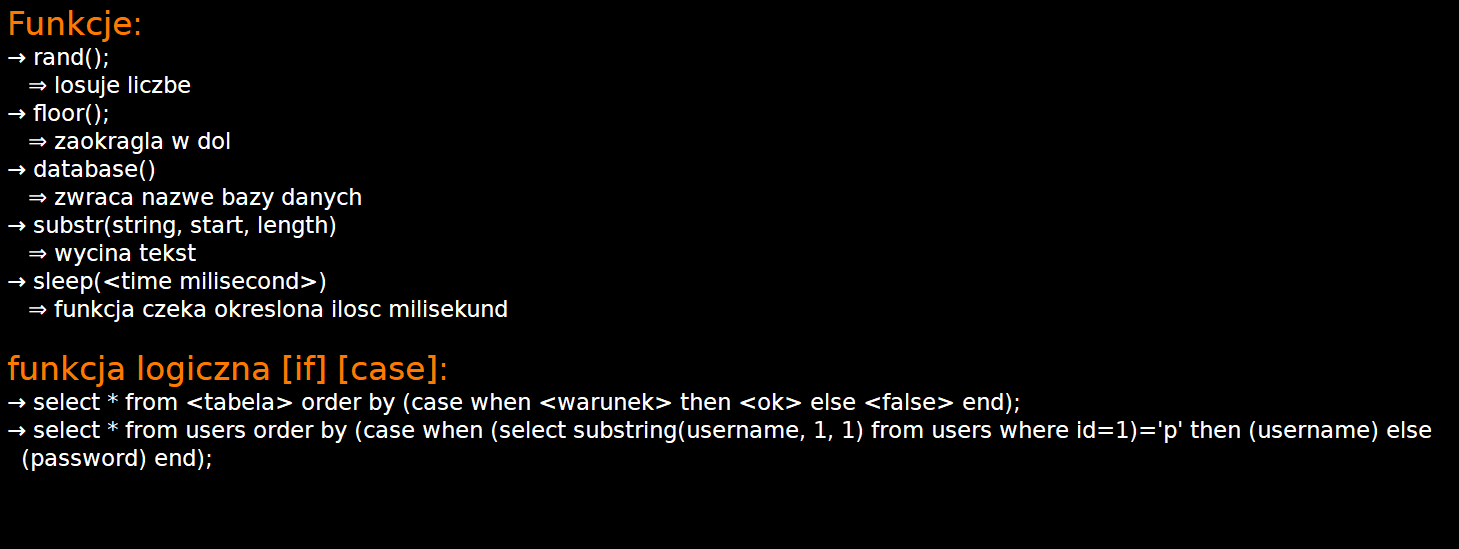 Funkcje:
→ rand();
⇒ losuje liczbe
→ floor();
⇒ zaokragla w dol
→ database()
⇒ zwraca nazwe bazy danych
→ substr(string, start, length)
⇒ wycina tekst
→ sleep(<time milisecond>)
⇒ funkcja czeka okreslona ilosc milisekund
funkcja logiczna [if] [case]:
→ select * from <tabela> order by (case when <warunek> then <ok> else <false> end);
→ select * from users order by (case when (select substring(username, 1, 1) from users where id=1)='p' then (username) else
(password) end);